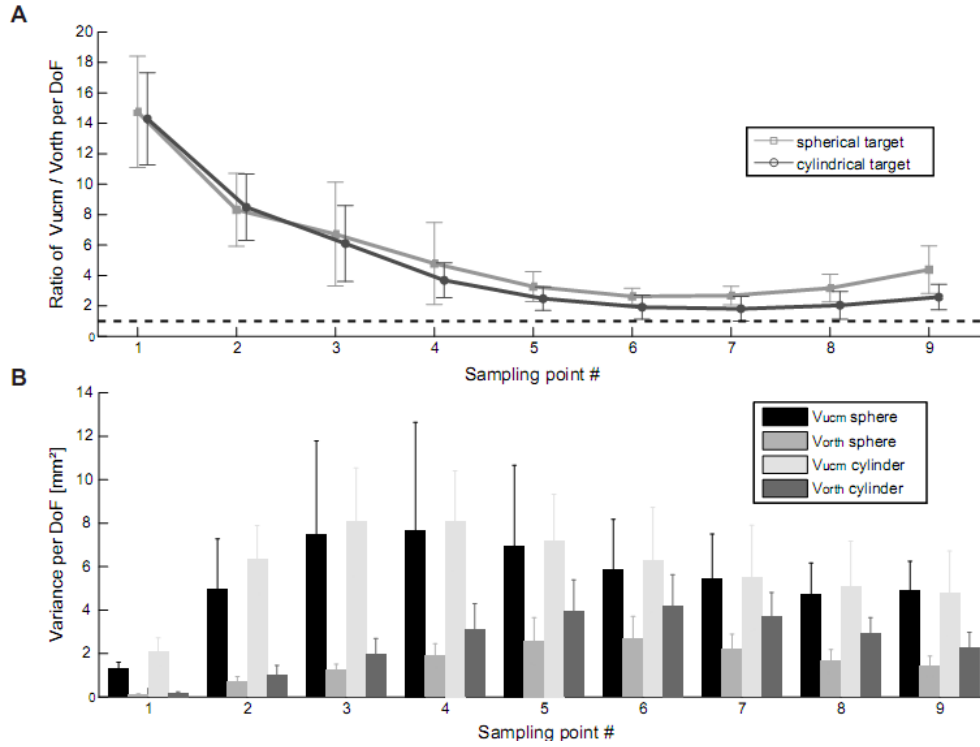 A
Ratio of Vucm / Vorth per DoF
20
18
16
14
12
10
8
6
4
2
0
spherical target
cylindrical target
1 2 3 4 5 6 7 8 9
Sampling point #
B
Variance per DoF [mm²]
14
12
10
8
6
4
2
0
Vucm sphere
Vorth sphere
Vucm cylinder
Vorth cylinder
1 2 3 4 5 6 7 8 9
Sampling point #